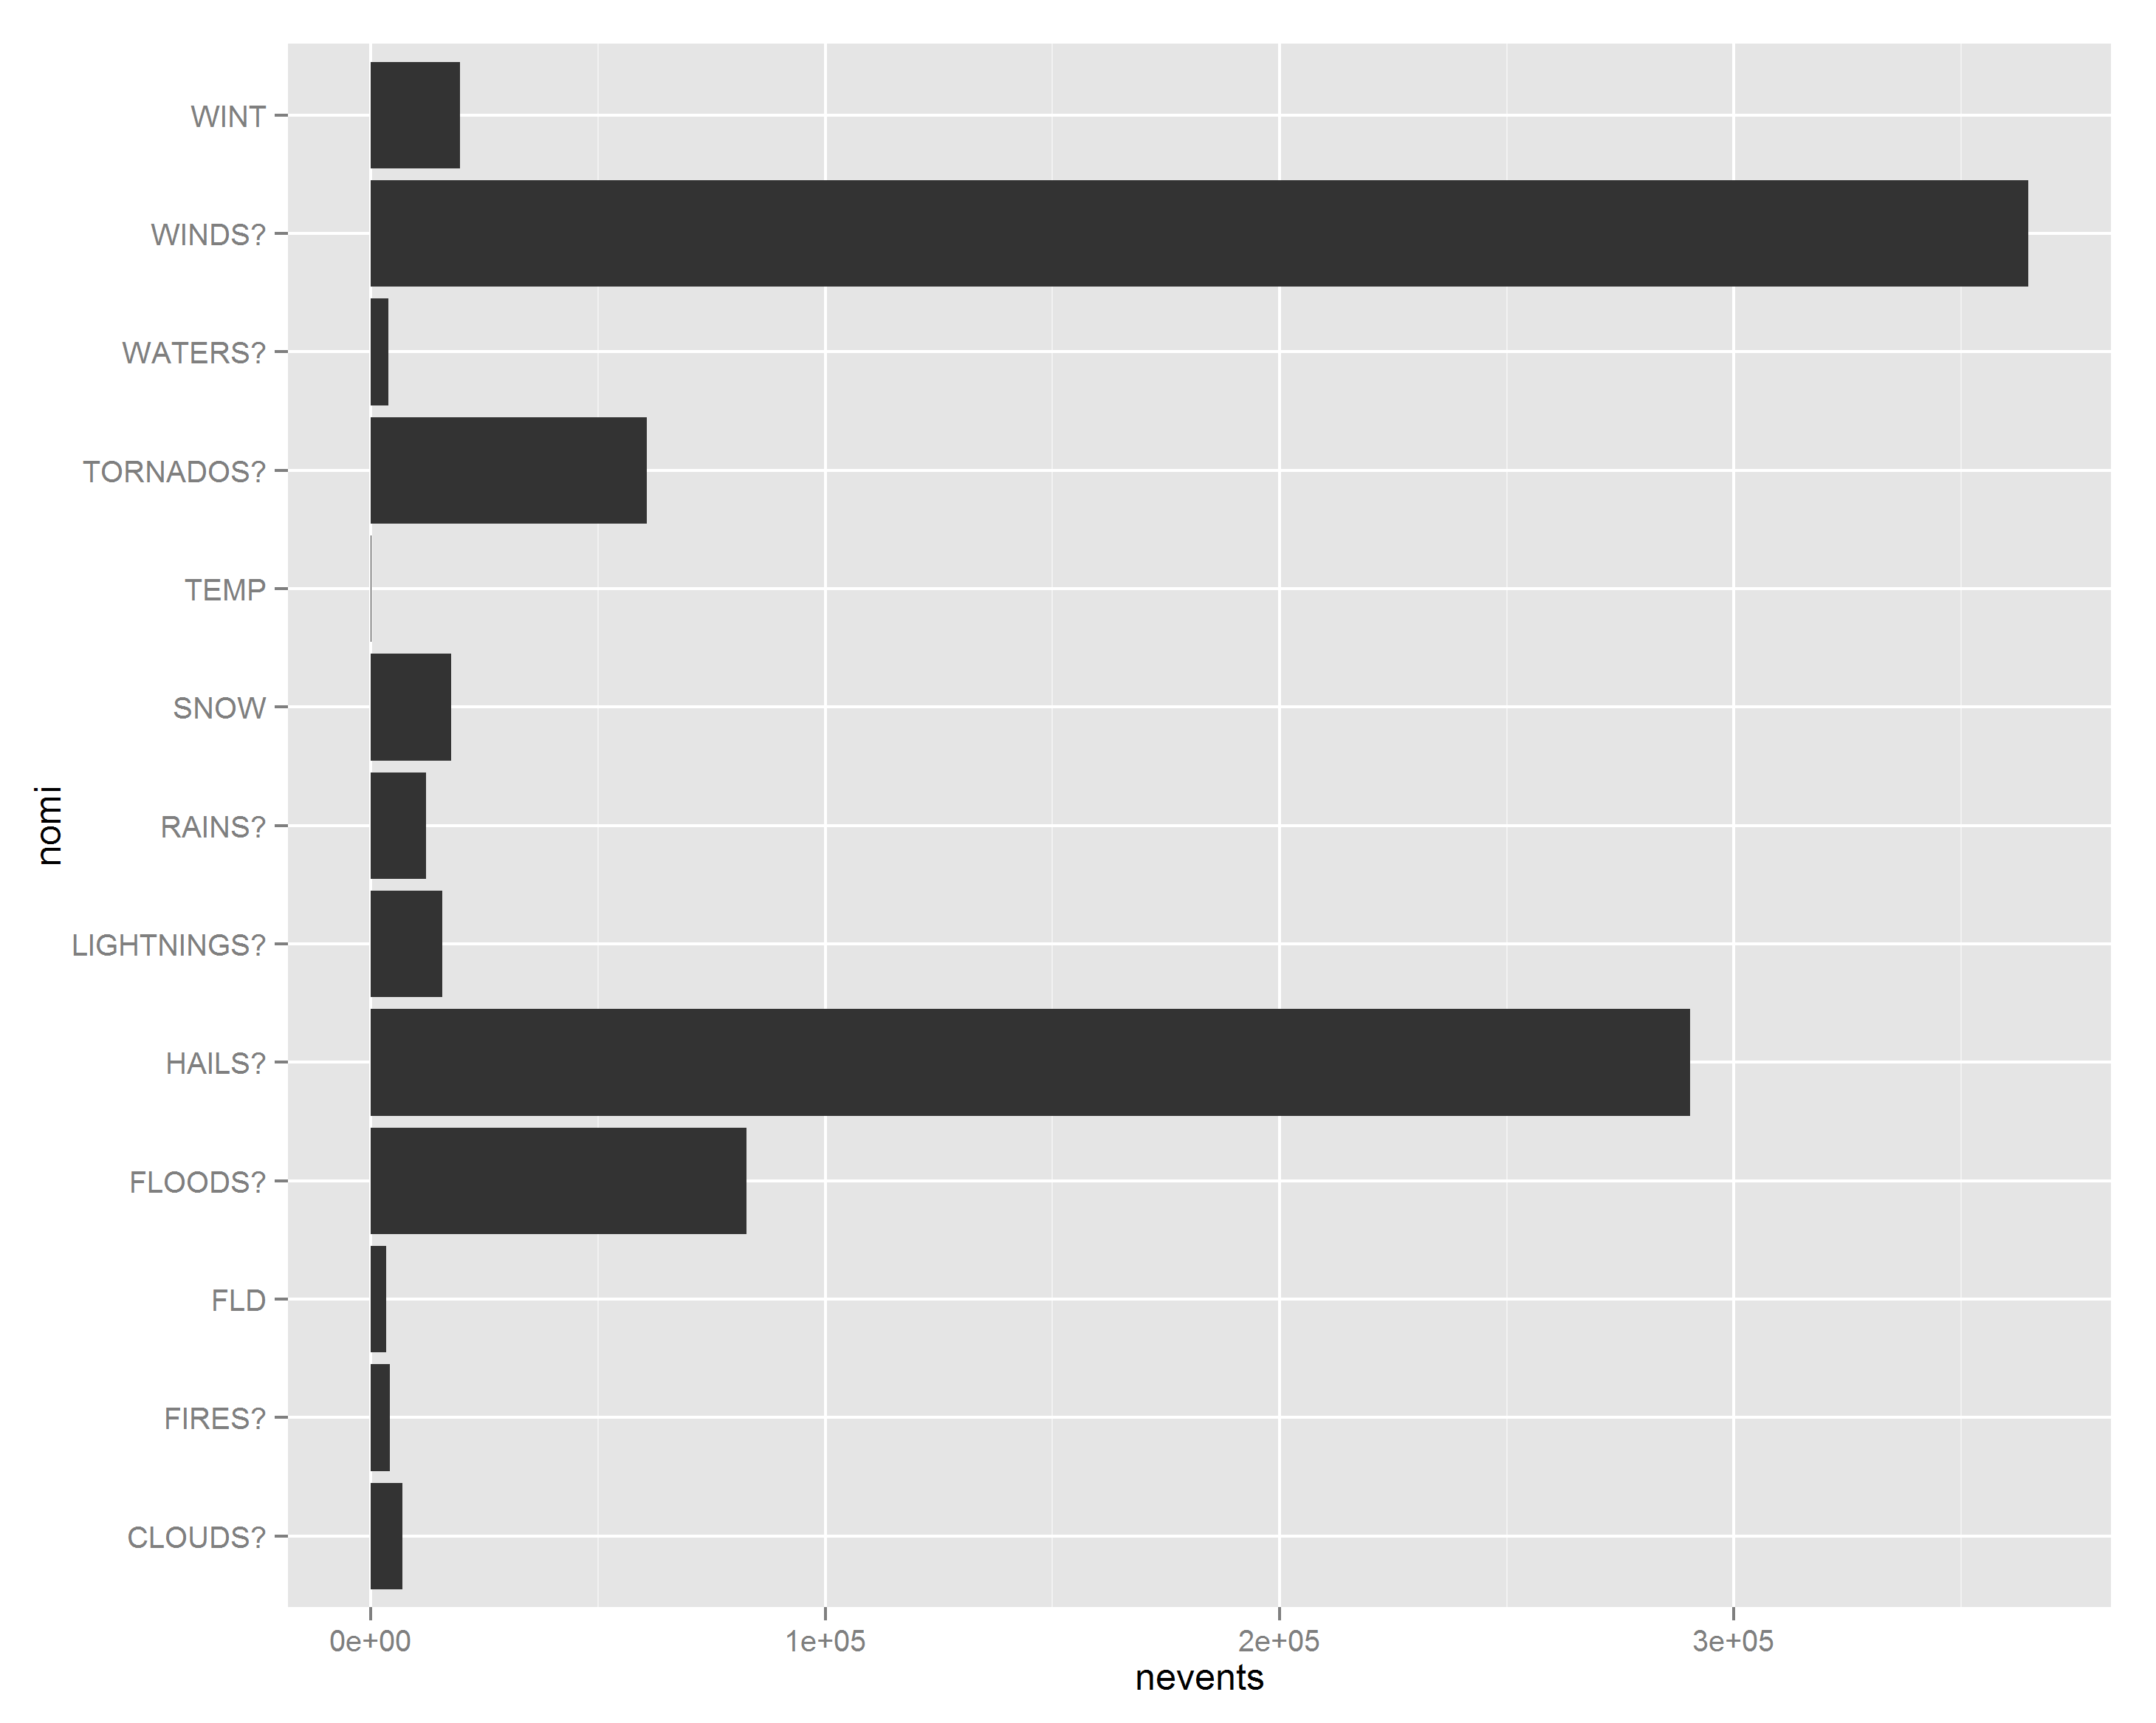 WINT
WINDS?
WATERS?
TORNADOS?
TEMP
SNOW
RAINS?
LIGHTNINGS?
HAILS?
FLOODS?
FLD
FIRES?
CLOUDS?
nomi
0e+00 1e+05 2e+05 3e+05
nevents